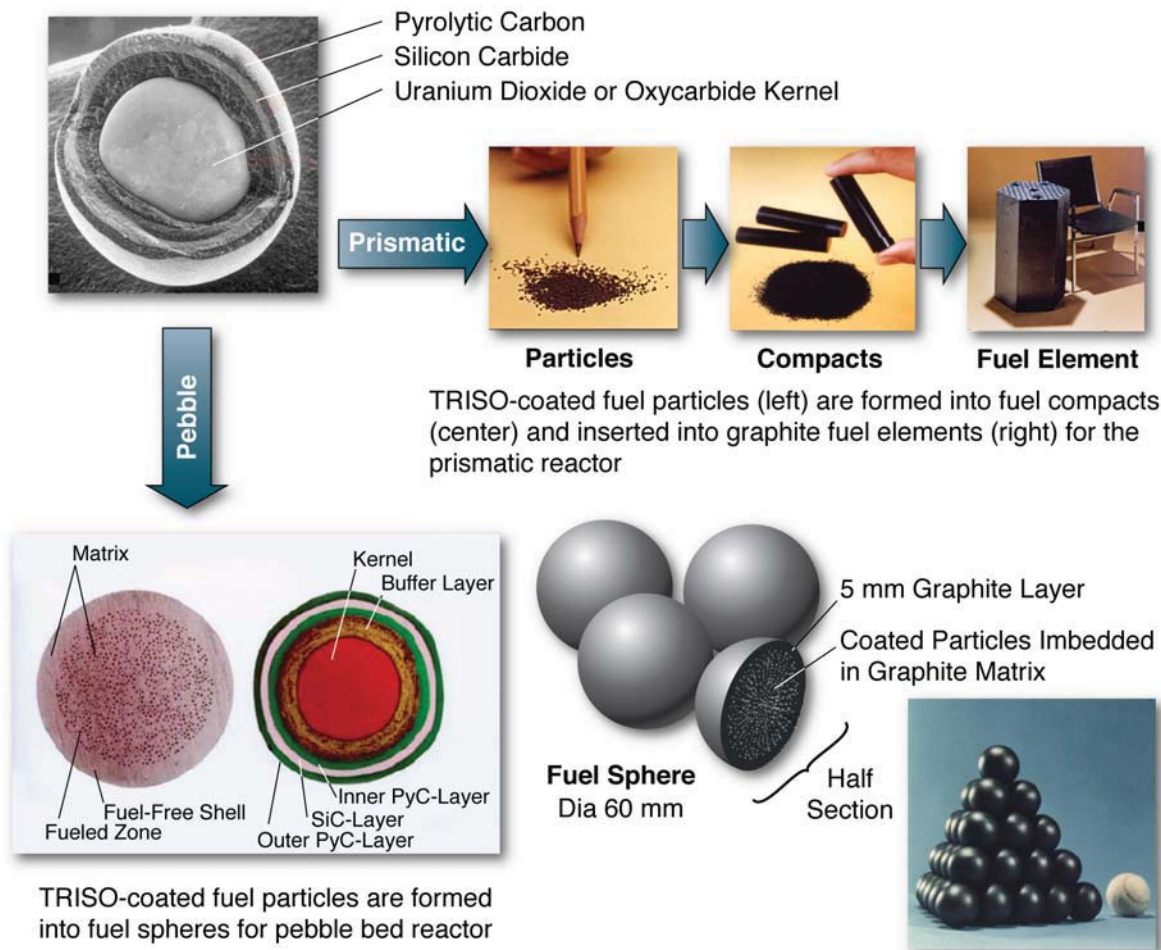 Pyrolytic Carbon
Silicon Carbide
Uranium Dioxide or Oxycarbide Kernel
Prismatic
Particles
Compacts
Fuel Element
TRISO-coated fuel particles (left) are formed into fuel compacts
(center) and inserted into graphite fuel elements (right) for the
prismatic reactor
Pebble
Matrix
Kernel
Buffer Layer
Fuel-Free Shell
Fueled Zone
Inner PyC-Layer
SiC-Layer
Outer PyC-Layer
TRISO-coated fuel particles are formed
into fuel spheres for pebble bed reactor
5 mm Graphite Layer
Coated Particles Imbedded
in Graphite Matrix
Fuel Sphere
Dia 60 mm
Half
Section